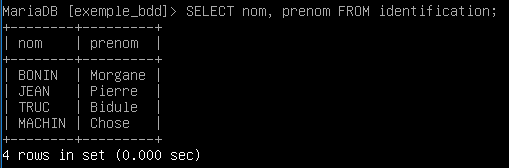 MariaDB [exemple_bdd]> SELECT nom, prenom FROM identification;
+--------+---------+
| nom    | prenom  |
+--------+---------+
| BONIN  | Morgane |
| JEAN   | Pierre  |
| TRUC   | Bidule  |
| MACHIN | Chose   |
+--------+---------+
4 rows in set (0.000 sec)